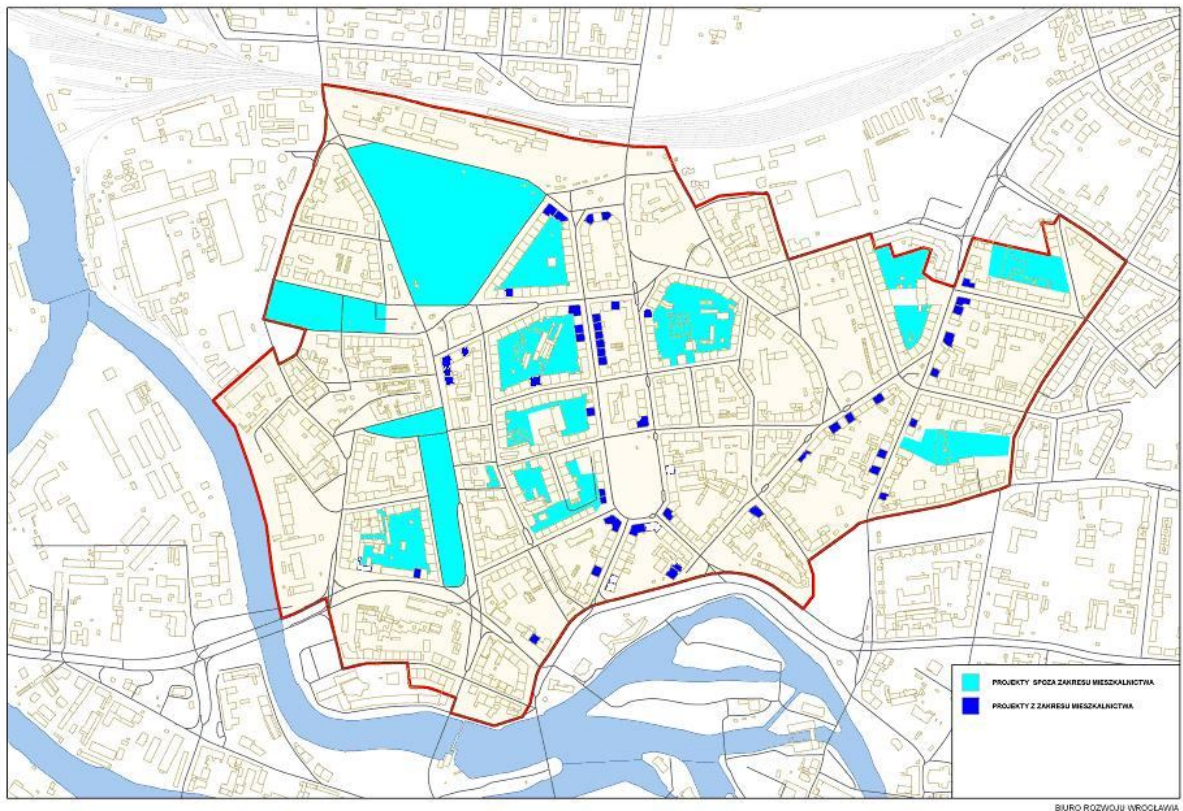 PROJEKTY SPOZA ZAKRESU MIESZKALNICTWA
PROJEKTY Z ZAKRESU MIESZKALNICTWA
BIURO ROZWOJU WROCŁAWIA